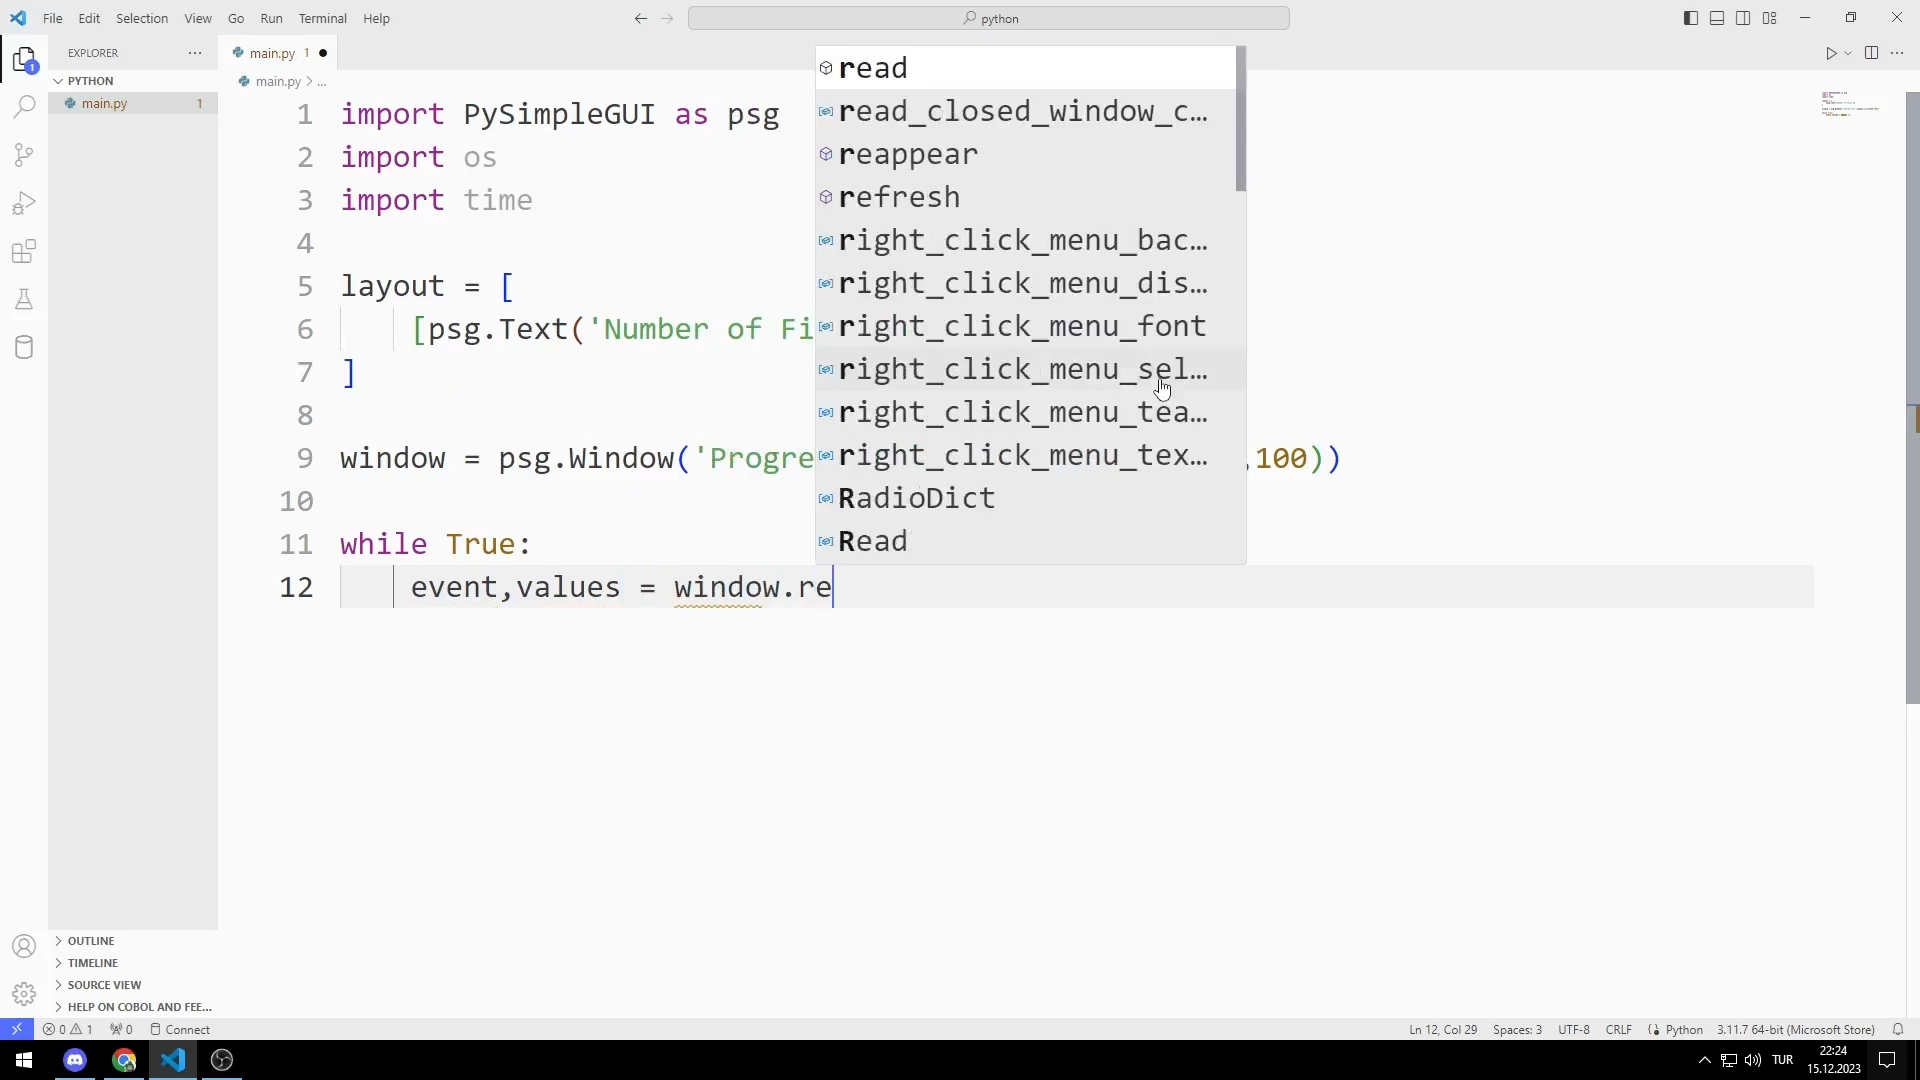 File Edit Selection View Go Run Terminal Help
python
EXPLORER
main.py 1
PYTHON
main.py > ...
main.py 1
1 import PySimpleGUI as psg
2 import os
3 import time
4
5 layout = [
6 [psg.Text('Number of Fi
7 ]
8
9 window = psg.Window('Progre ,100))
10
11 while True:
12 event,values = window.re
read
read_closed_window_c...
reappear
refresh
right_click_menu_bac...
right_click_menu_dis...
right_click_menu_font
right_click_menu_sel...
right_click_menu_tea...
right_click_menu_tex...
RadioDict
Read
OUTLINE
TIMELINE
SOURCE VIEW
HELP ON COBOL AND FEE...
1
0 1 0 Connect
Ln 12, Col 29 Spaces: 3 UTF-8 CRLF Python 3.11.7 64-bit (Microsoft Store)
TUR
22:24
15.12.2023